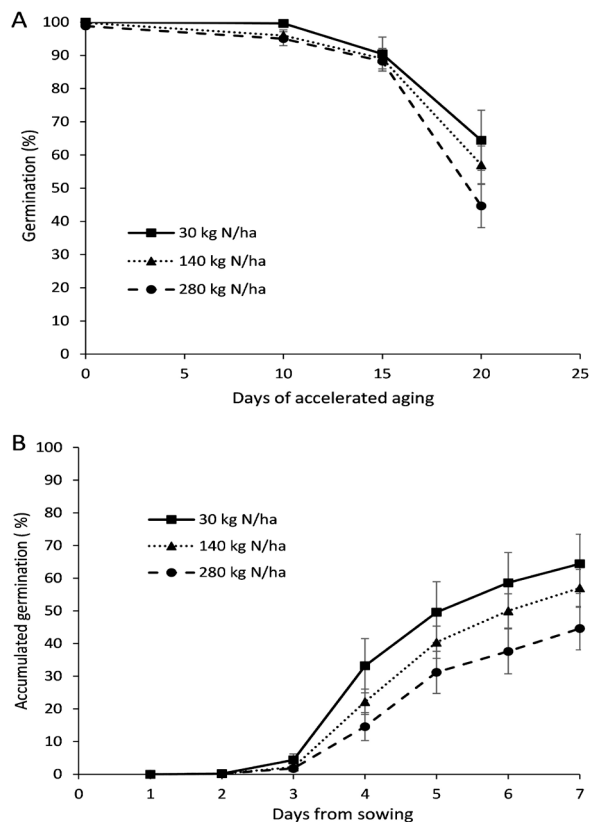 A
100
90
80
70
60
50
40
30
20
10
0
Germination (%)
30 kg N/ha
140 kg N/ha
280 kg N/ha
0 5 10 15 20 25
Days of accelerated aging
B
100
90
80
70
60
50
40
30
20
10
0
Accumulated germination ( %)
30 kg N/ha
140 kg N/ha
280 kg N/ha
0 1 2 3 4 5 6 7
Days from sowing